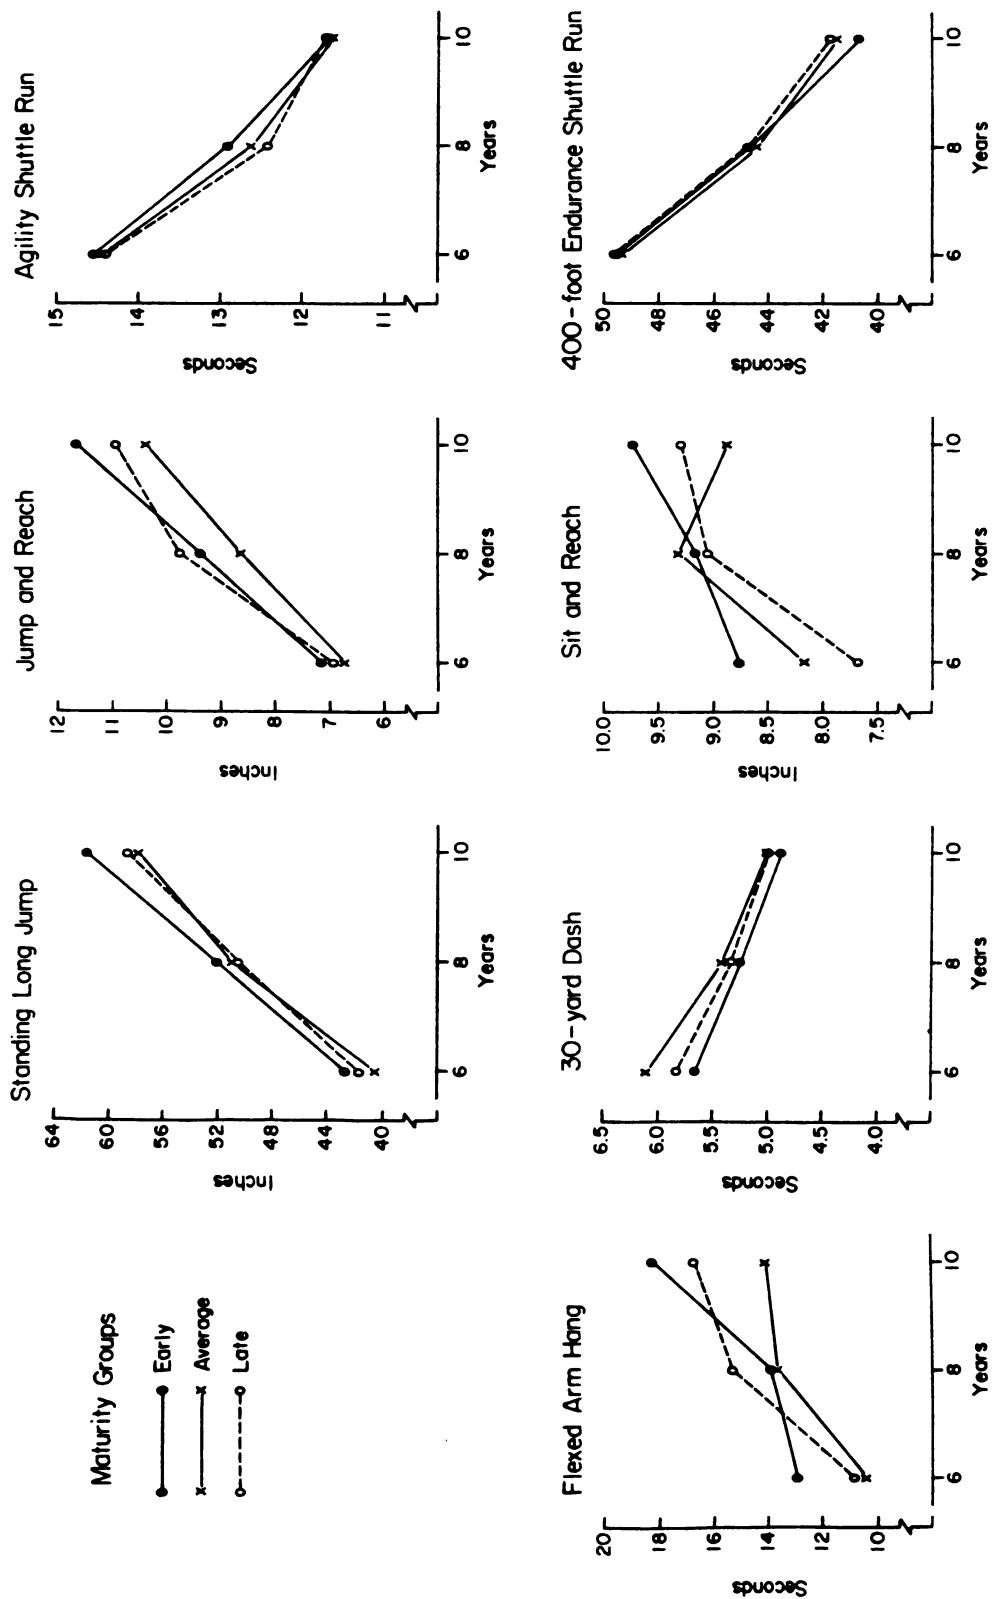 Maturity Groups
Early
Average
Late
Standing Long Jump
Inches
64
60
56
52
48
44
40
6
8
10
Years
Jump and Reach
Inches
12
11
10
9
8
7
6
6
8
10
Years
Agility Shuttle Run
Seconds
15
14
13
12
11
6
8
10
Years
Flexed Arm Hang
Seconds
20
18
16
14
12
10
6
8
10
Years
30-yard Dash
Seconds
6.5
6.0
5.5
5.0
4.5
4.0
6
8
10
Years
Sit and Reach
Inches
10.0
9.5
9.0
8.5
8.0
7.5
6
8
10
Years
400-foot Endurance Shuttle Run
Seconds
50
48
46
44
42
40
6
8
10
Years